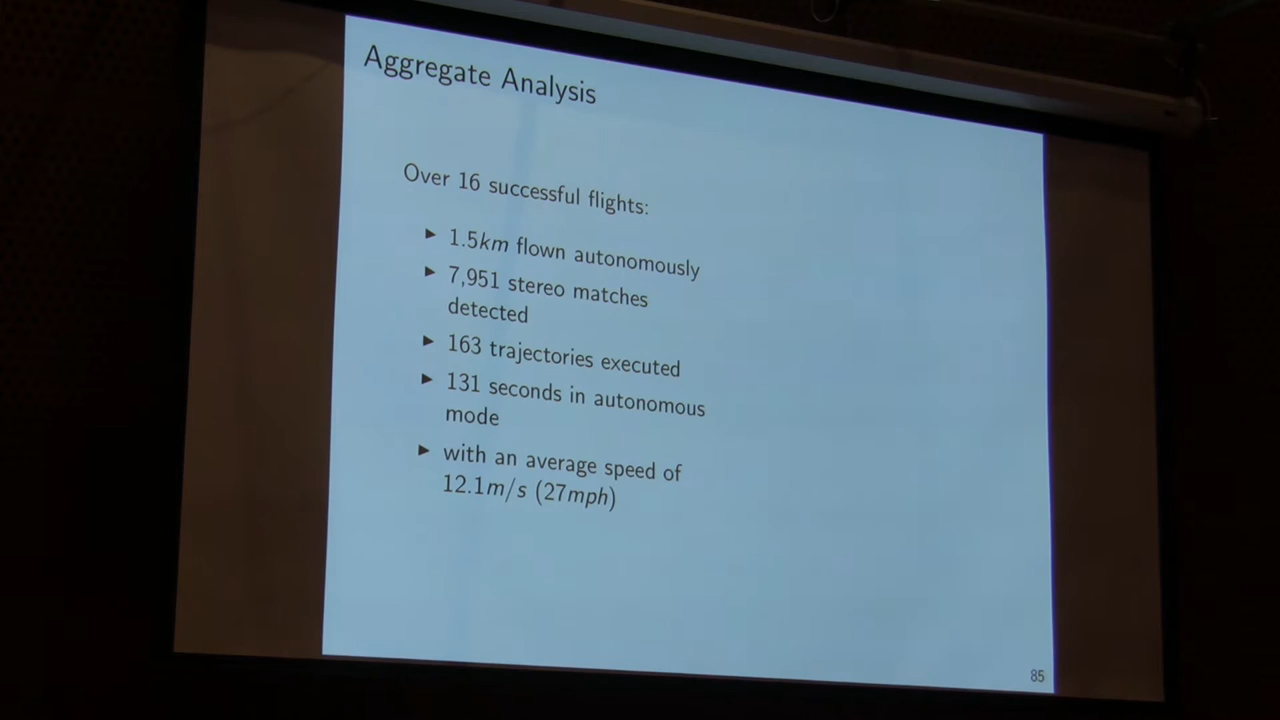 Aggregate Analysis
Over 16 successful flights:
▶ 1.5km flown autonomously
▶ 7,951 stereo matches
detected
▶ 163 trajectories executed
▶ 131 seconds in autonomous
mode
▶ with an average speed of
12.1m/s (27mph)
85